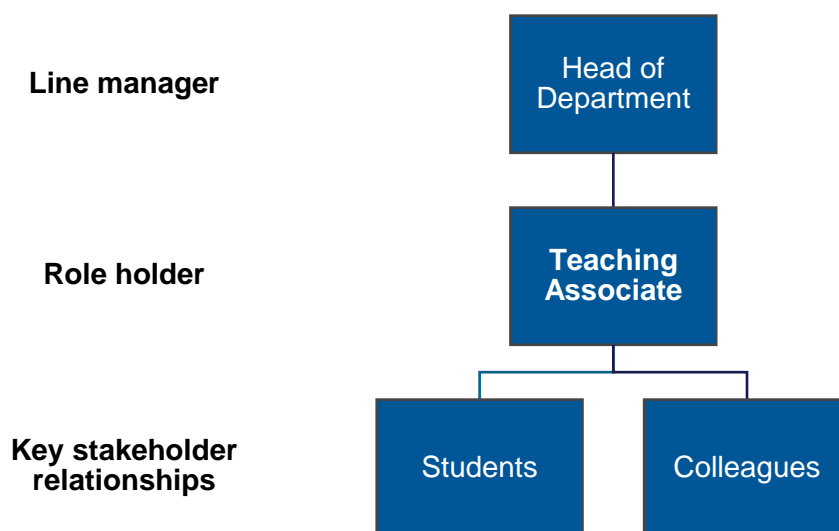 Line manager
Head of
Department
Role holder
Teaching
Associate
Key stakeholder
relationships
Students
Colleagues